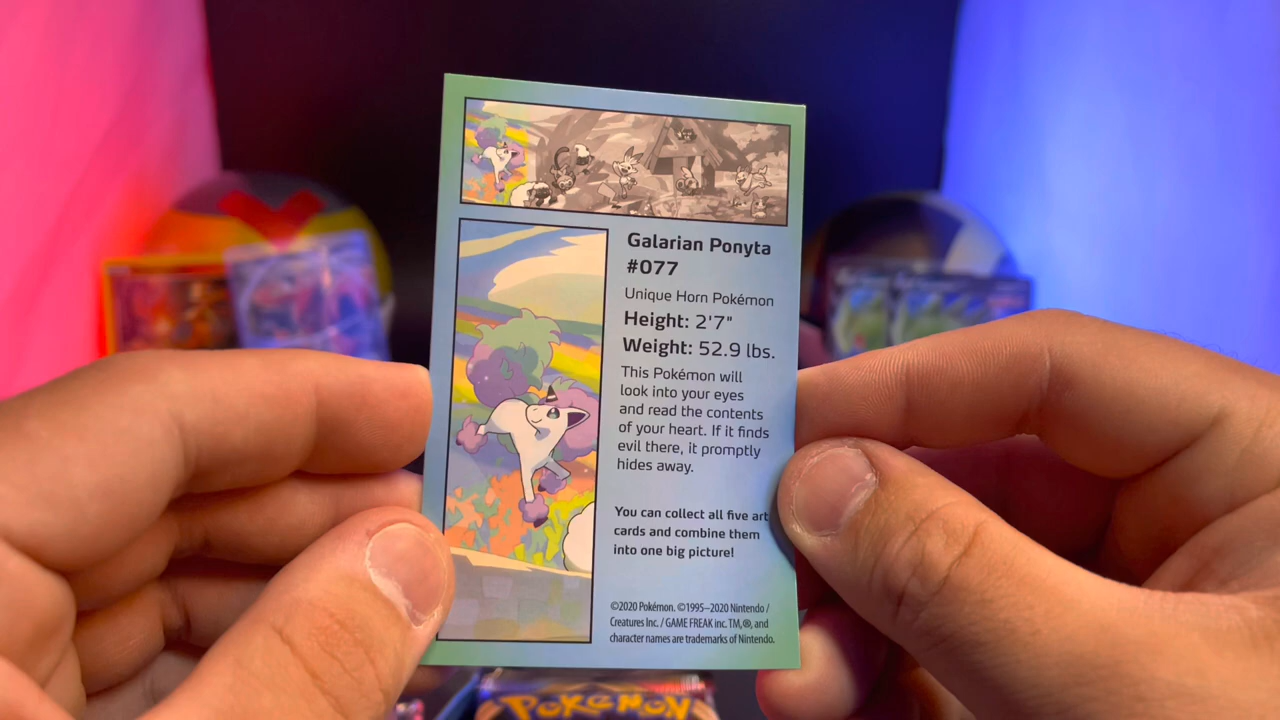 Galarian Ponyta
#077
Unique Horn Pokémon
Height: 2'7"
Weight: 52.9 lbs.
This Pokémon will
look into your eyes
and read the contents
of your heart. If it finds
evil there, it promptly
hides away.
You can collect all five art
cards and combine them
into one big picture!
©2020 Pokémon. ©1995–2020 Nintendo /
Creatures Inc. / GAME FREAK inc. TM,®, and
character names are trademarks of Nintendo.
POKéMON